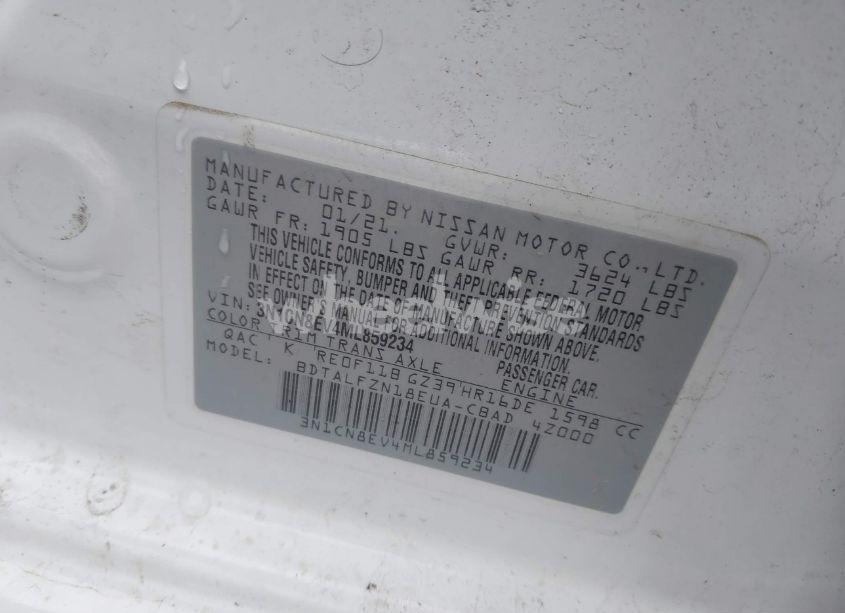 MANUFACTURED BY NISSAN MOTOR CO., LTD.
DATE: 01/21. GVWR: 3624 LBS
GAWR FR: 1905 LBS GAWR RR: 1720 LBS
THIS VEHICLE CONFORMS TO ALL APPLICABLE FEDERAL MOTOR
VEHICLE SAFETY, BUMPER AND THEFT PREVENTION STANDARDS
IN EFFECT ON THE DATE OF MANUFACTURE SHOWN ABOVE.
SEE OWNER'S MANUAL FOR ADDITIONAL INFORMATION.
VIN: 3N1CN8EV4ML859234 PASSENGER CAR.
COLOR TRIM TRANS AXLE ENGINE
QAC K RE0F11B GZ39 HR16DE 1598 CC
MODEL: BDTALFZN18EUA-CBAD 4Z000
3N1CN8EV4ML859234
wheelwise